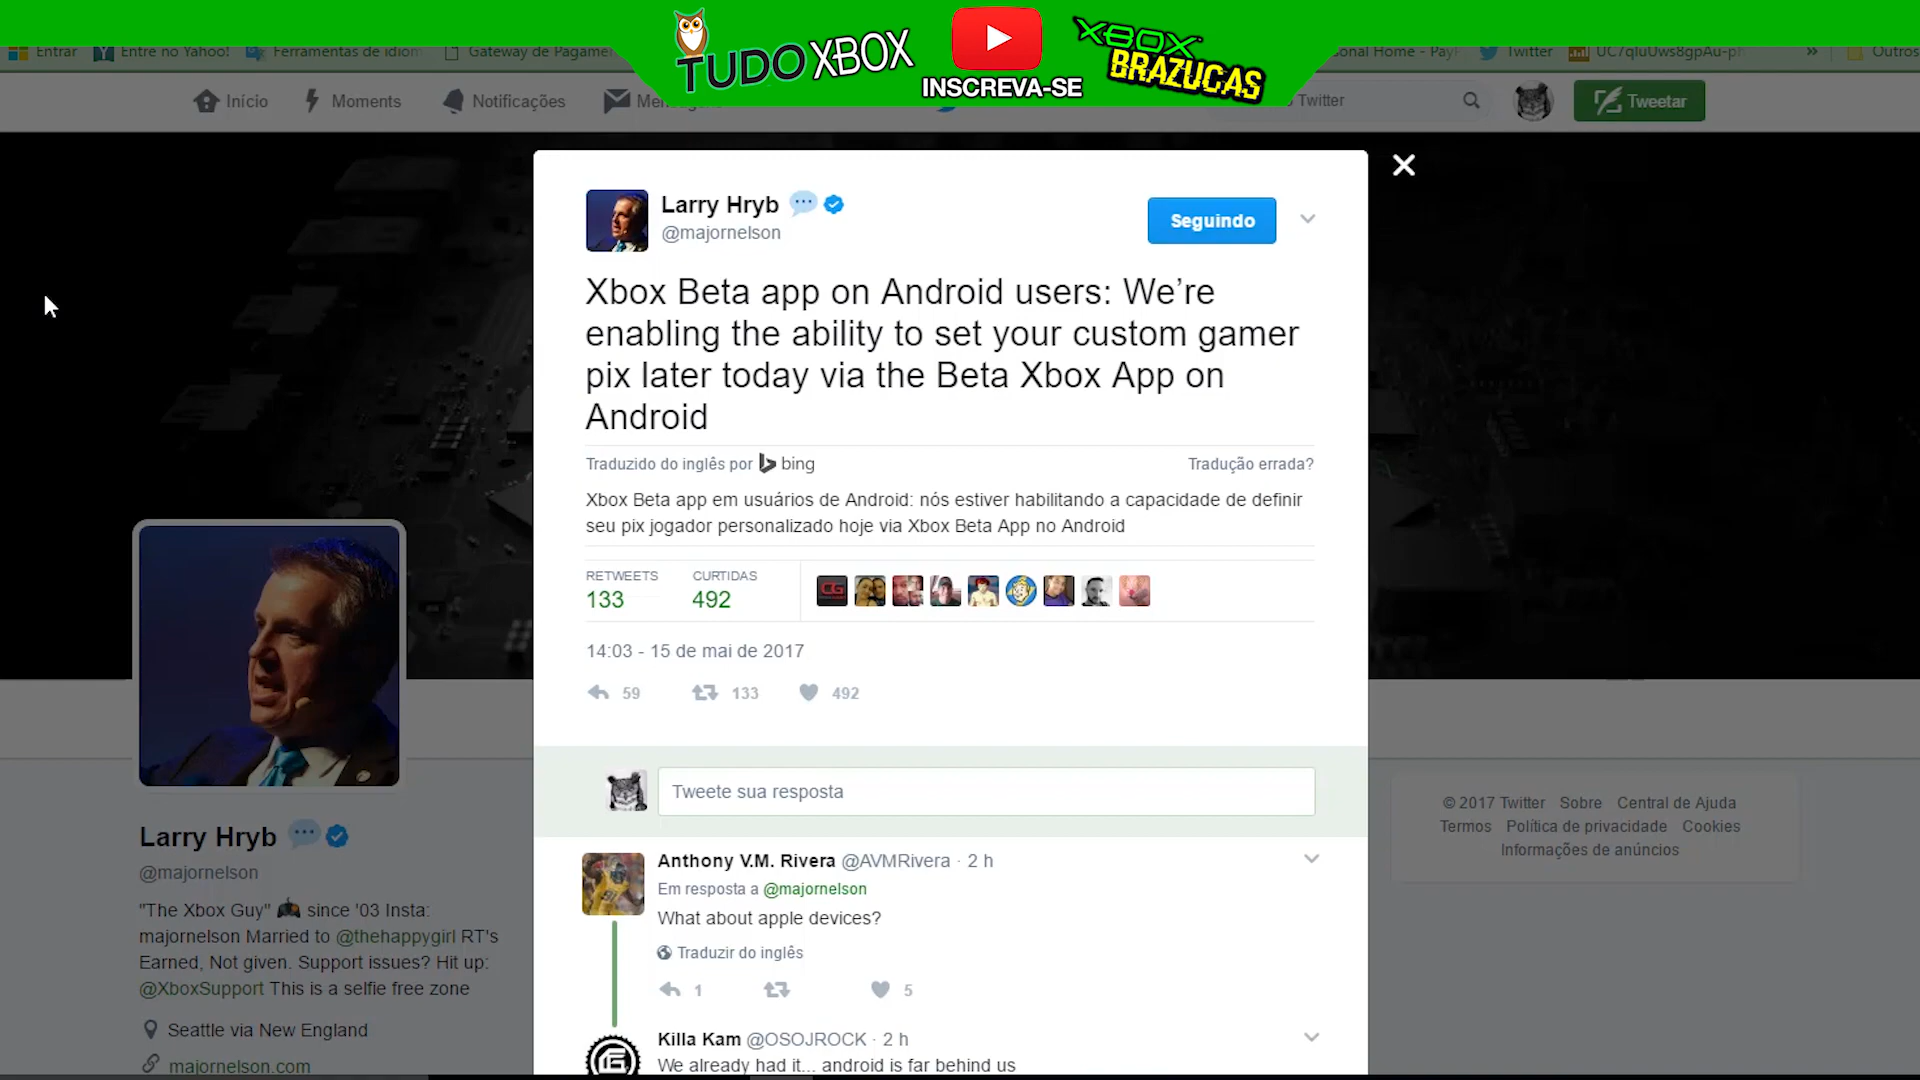 TUDO XBOX
INSCREVA-SE
XBOX
BRAZUCAS
Entrar
Entre no Yahoo!
Ferramentas de idiom
Gateway de Pagame
onal Home - Pay
Twitter
UC7qIuUws8gpAu-p
»
Outros
Início
Moments
Notificações
Twitter
Tweetar
Larry Hryb
@majornelson
Seguindo
Xbox Beta app on Android users: We’re
enabling the ability to set your custom gamer
pix later today via the Beta Xbox App on
Android
Traduzido do inglês por bing
Tradução errada?
Xbox Beta app em usuários de Android: nós estiver habilitando a capacidade de definir
seu pix jogador personalizado hoje via Xbox Beta App no Android
RETWEETS
133
CURTIDAS
492
CG
14:03 - 15 de mai de 2017
59
133
492
Tweete sua resposta
Anthony V.M. Rivera @AVMRivera · 2 h
Em resposta a @majornelson
What about apple devices?
Traduzir do inglês
1
5
Killa Kam @OSOJROCK · 2 h
We already had it... android is far behind us
Larry Hryb
@majornelson
"The Xbox Guy" since '03 Insta:
majornelson Married to @thehappygirl RT's
Earned, Not given. Support issues? Hit up:
@XboxSupport This is a selfie free zone
Seattle via New England
majornelson.com
© 2017 Twitter Sobre Central de Ajuda
Termos Política de privacidade Cookies
Informações de anúncios